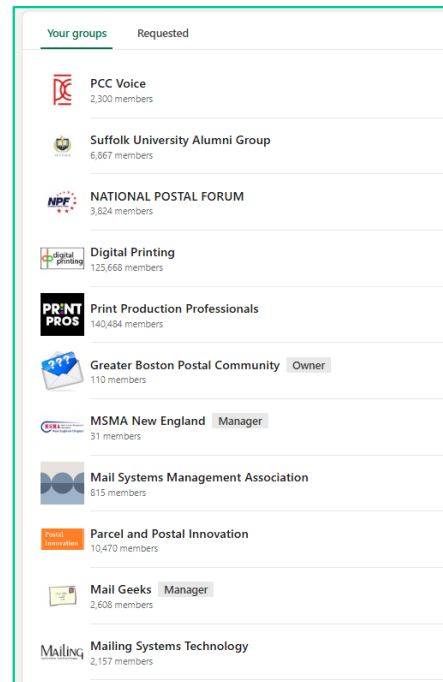 Your groups Requested
PCC Voice
2,300 members
Suffolk University Alumni Group
6,867 members
NPF
NATIONAL POSTAL FORUM
3,824 members
digital printing
Digital Printing
125,668 members
PRINT
PROS
Print Production Professionals
140,484 members
???
Greater Boston Postal Community Owner
110 members
MSMA
MSMA New England Manager
31 members
Mail Systems Management Association
815 members
Postal
Innovation
Parcel and Postal Innovation
10,470 members
Mail Geeks Manager
2,608 members
MAILING
Mailing Systems Technology
2,157 members